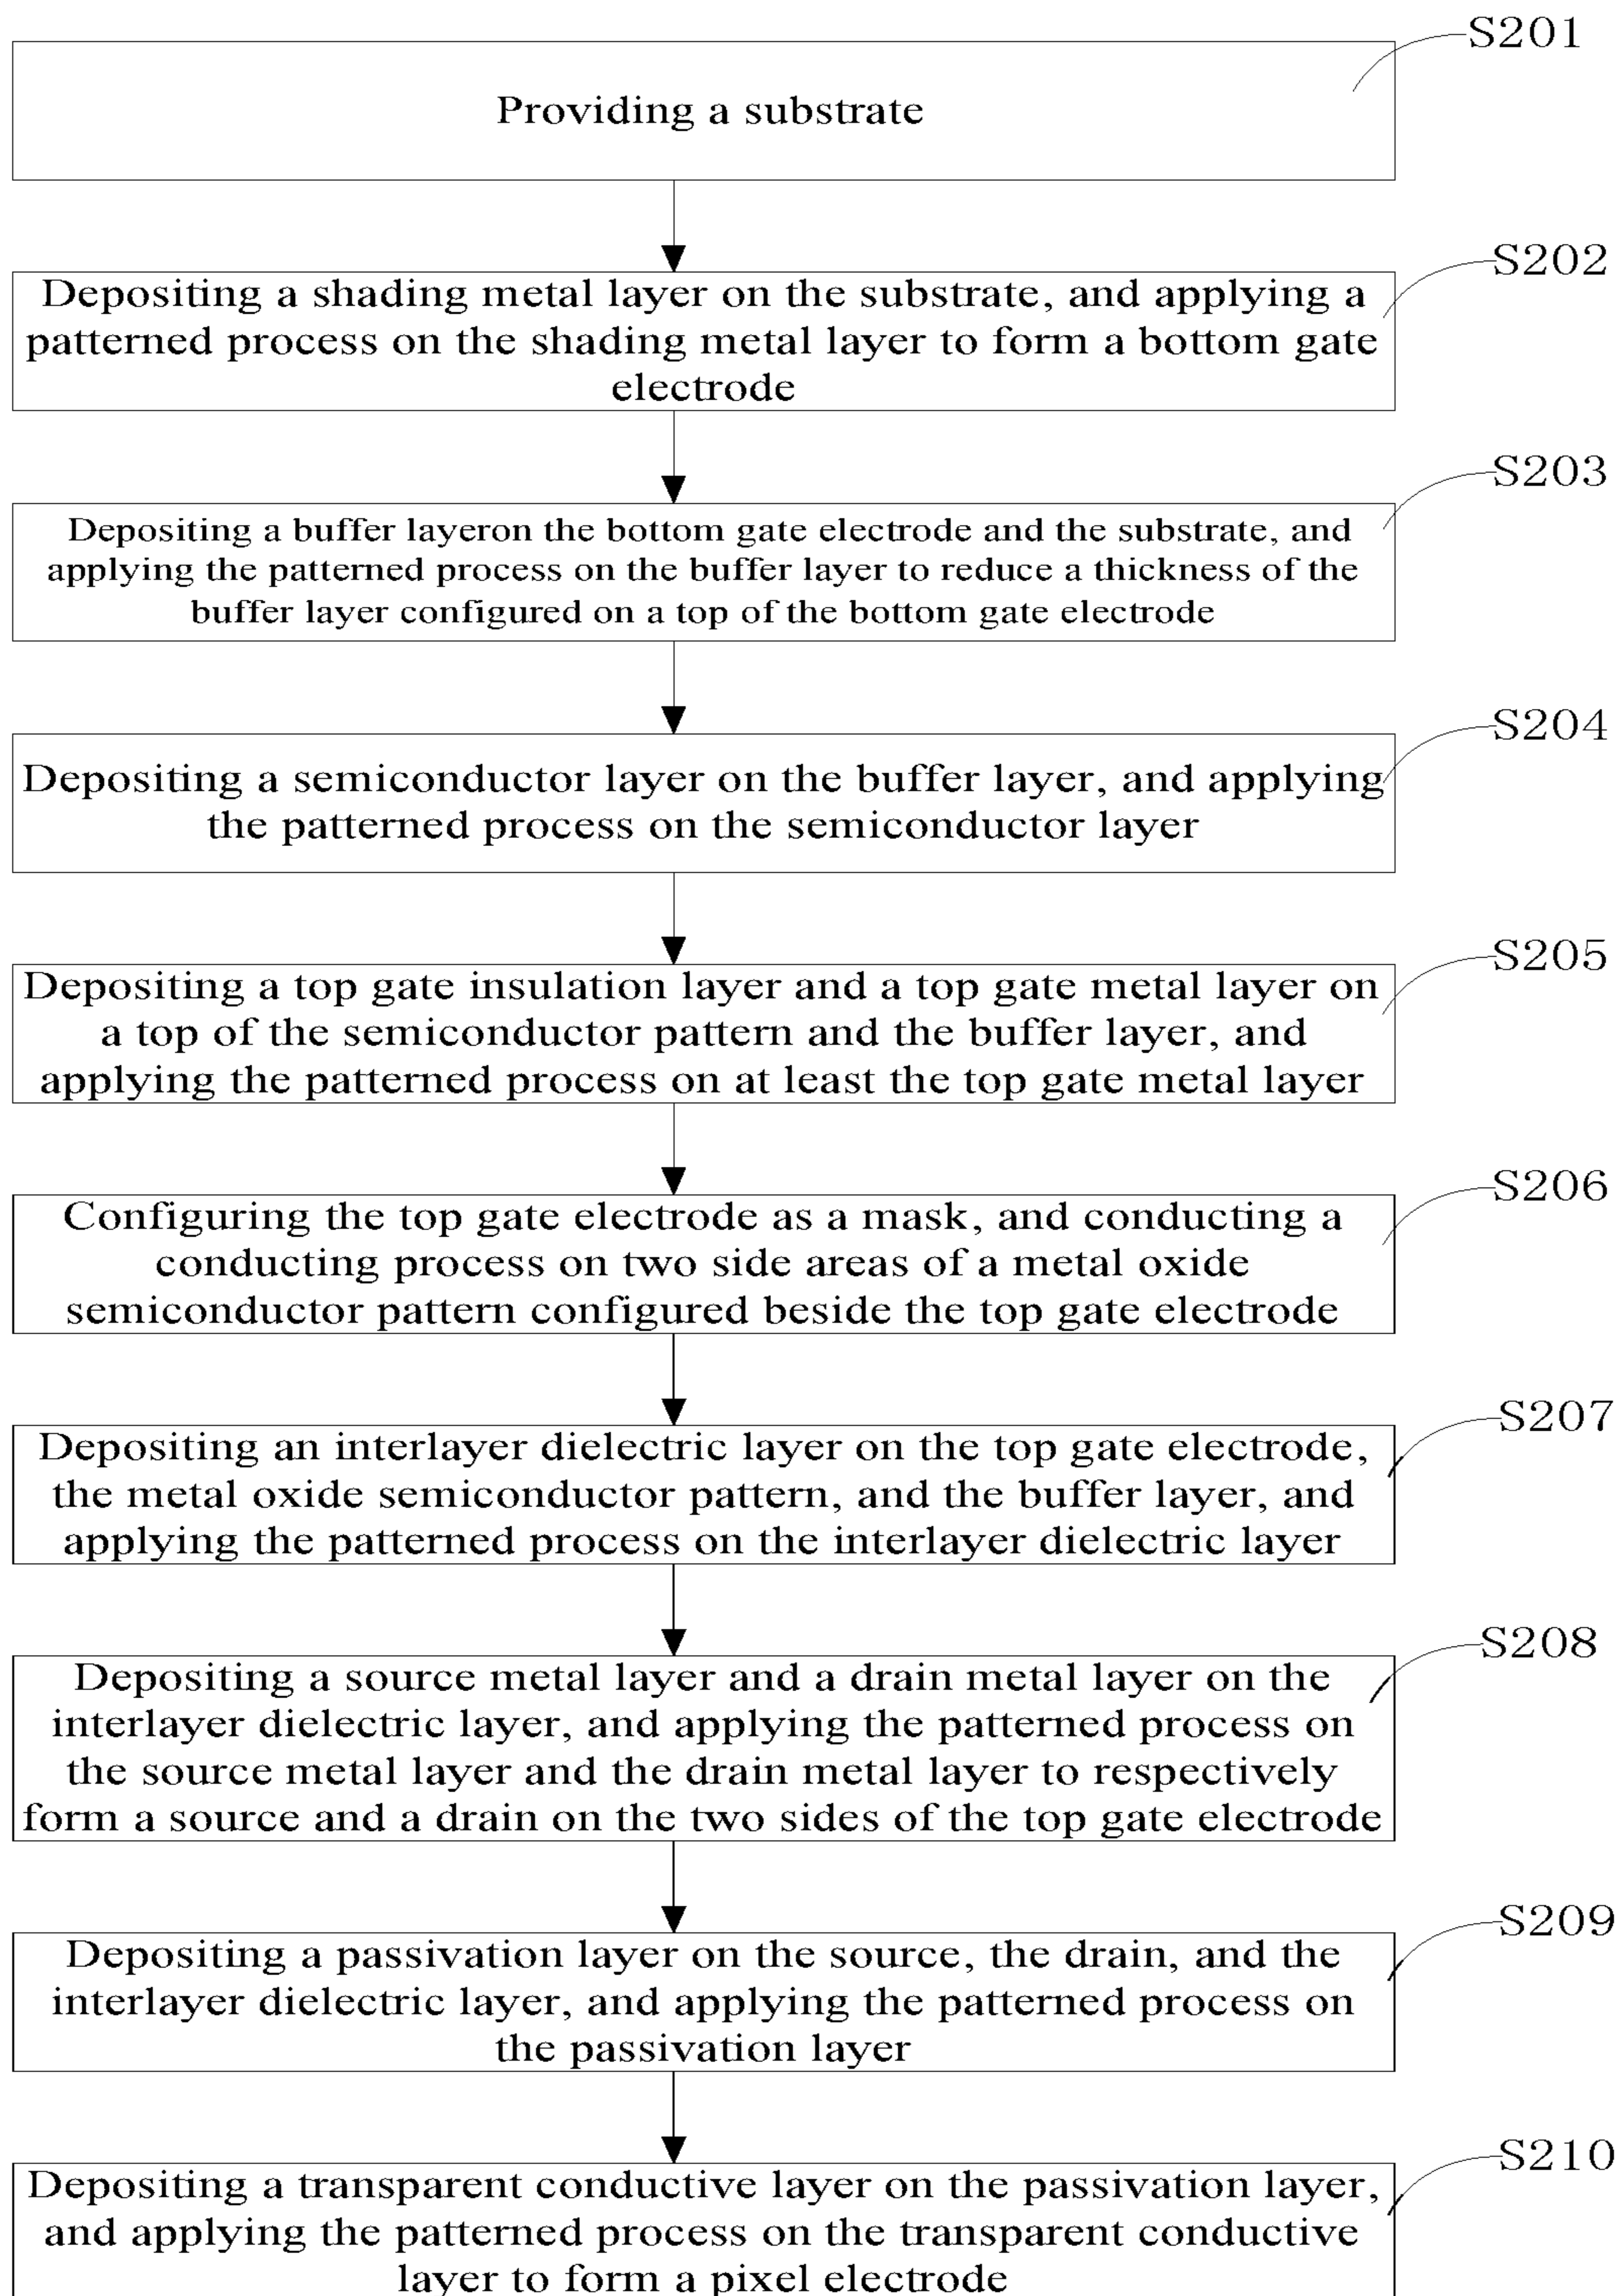 S201
Providing a substrate
S202
Depositing a shading metal layer on the substrate, and applying a
patterned process on the shading metal layer to form a bottom gate
electrode
S203
Depositing a buffer layeron the bottom gate electrode and the substrate, and
applying the patterned process on the buffer layer to reduce a thickness of the
buffer layer configured on a top of the bottom gate electrode
S204
Depositing a semiconductor layer on the buffer layer, and applying
the patterned process on the semiconductor layer
S205
Depositing a top gate insulation layer and a top gate metal layer on
a top of the semiconductor pattern and the buffer layer, and
applying the patterned process on at least the top gate metal layer
S206
Configuring the top gate electrode as a mask, and conducting a
conducting process on two side areas of a metal oxide
semiconductor pattern configured beside the top gate electrode
S207
Depositing an interlayer dielectric layer on the top gate electrode,
the metal oxide semiconductor pattern, and the buffer layer, and
applying the patterned process on the interlayer dielectric layer
S208
Depositing a source metal layer and a drain metal layer on the
interlayer dielectric layer, and applying the patterned process on
the source metal layer and the drain metal layer to respectively
form a source and a drain on the two sides of the top gate electrode
S209
Depositing a passivation layer on the source, the drain, and the
interlayer dielectric layer, and applying the patterned process on
the passivation layer
S210
Depositing a transparent conductive layer on the passivation layer,
and applying the patterned process on the transparent conductive
layer to form a pixel electrode